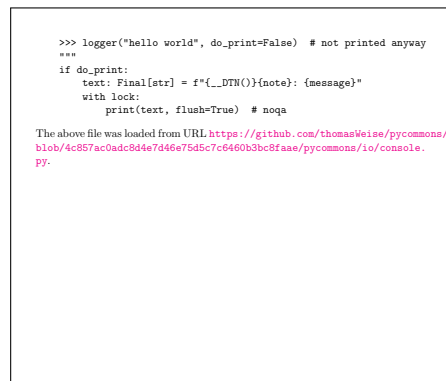 >>> logger("hello world", do_print=False)  # not printed anyway
"""
if do_print:
    text: Final[str] = f"{__DTN()}{note}: {message}"
    with lock:
        print(text, flush=True)  # noqa
The above file was loaded from URL https://github.com/thomasWeise/pycommons/
blob/4c857ac0adc8d4e7d46e75d5c7c6460b3bc8faae/pycommons/io/console.
py.